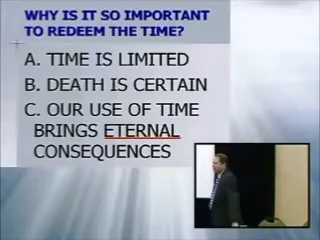 WHY IS IT SO IMPORTANT
TO REDEEM THE TIME?
A. TIME IS LIMITED
B. DEATH IS CERTAIN
C. OUR USE OF TIME
BRINGS ETERNAL
CONSEQUENCES